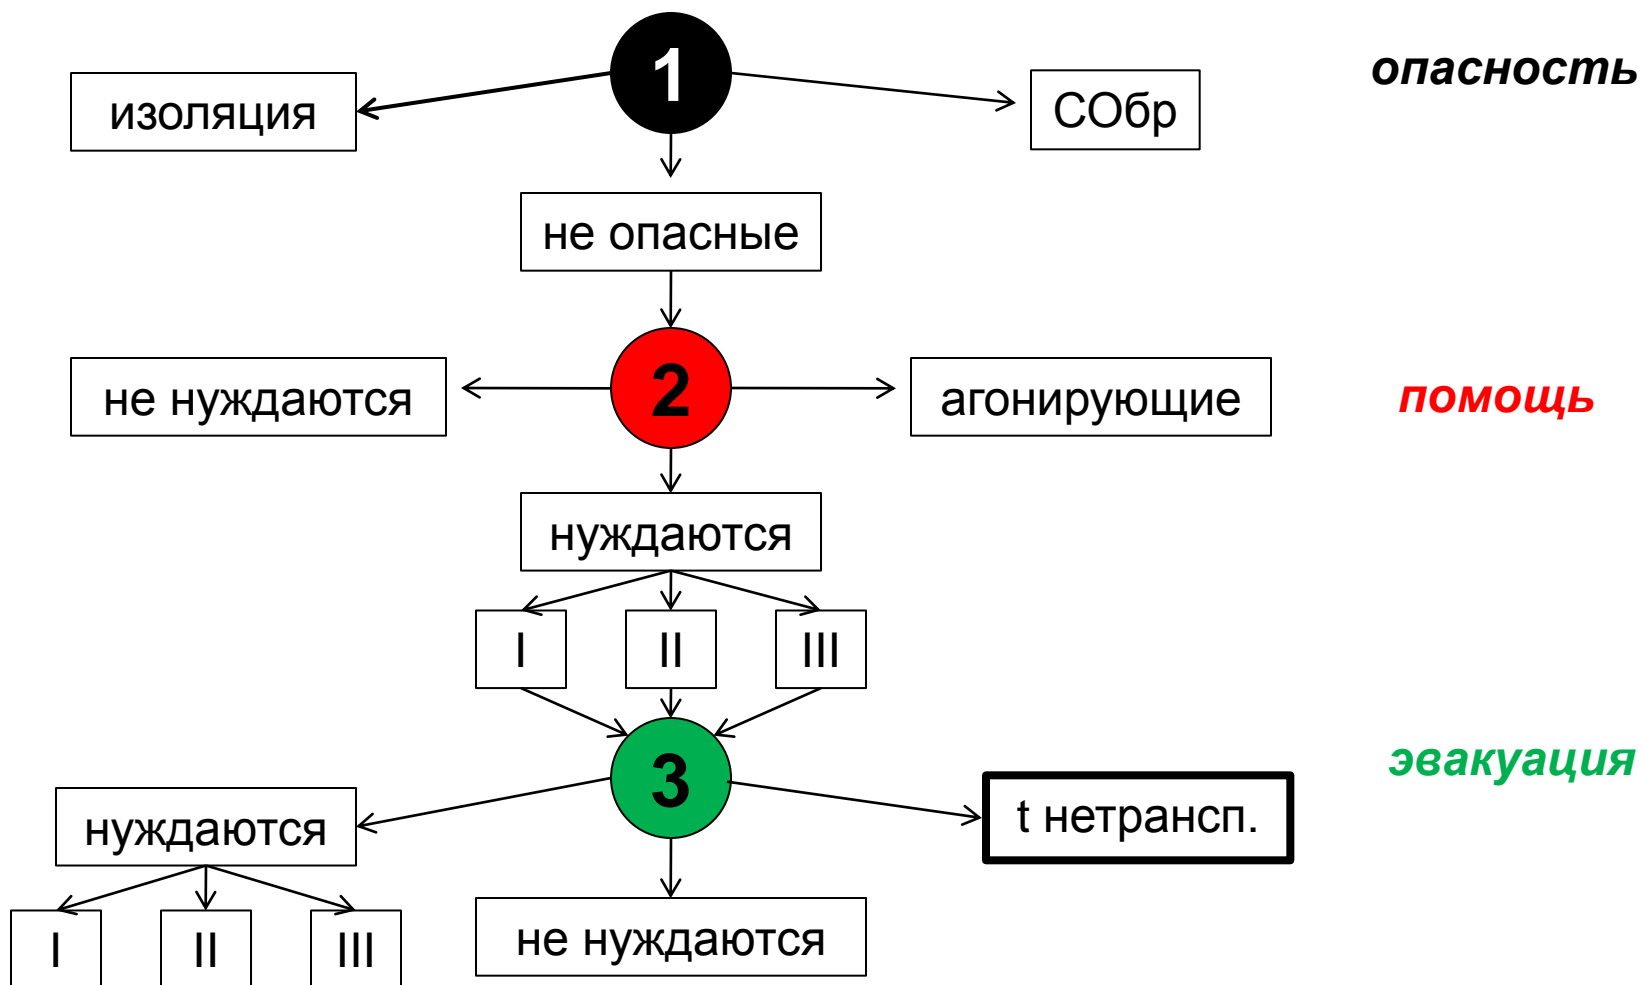 1
опасность
изоляция
СОбр
не опасные
2
не нуждаются
агонирующие
помощь
нуждаются
I
II
III
3
эвакуация
нуждаются
t нетрансп.
I
II
III
не нуждаются